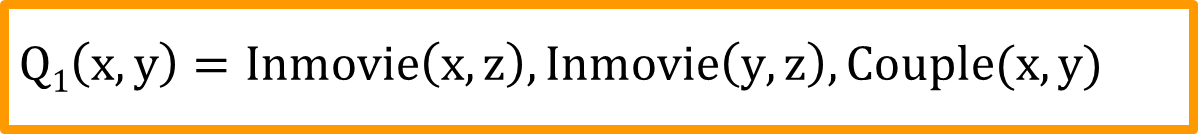 Q₁(x, y) = Inmovie(x, z), Inmovie(y, z), Couple(x, y)